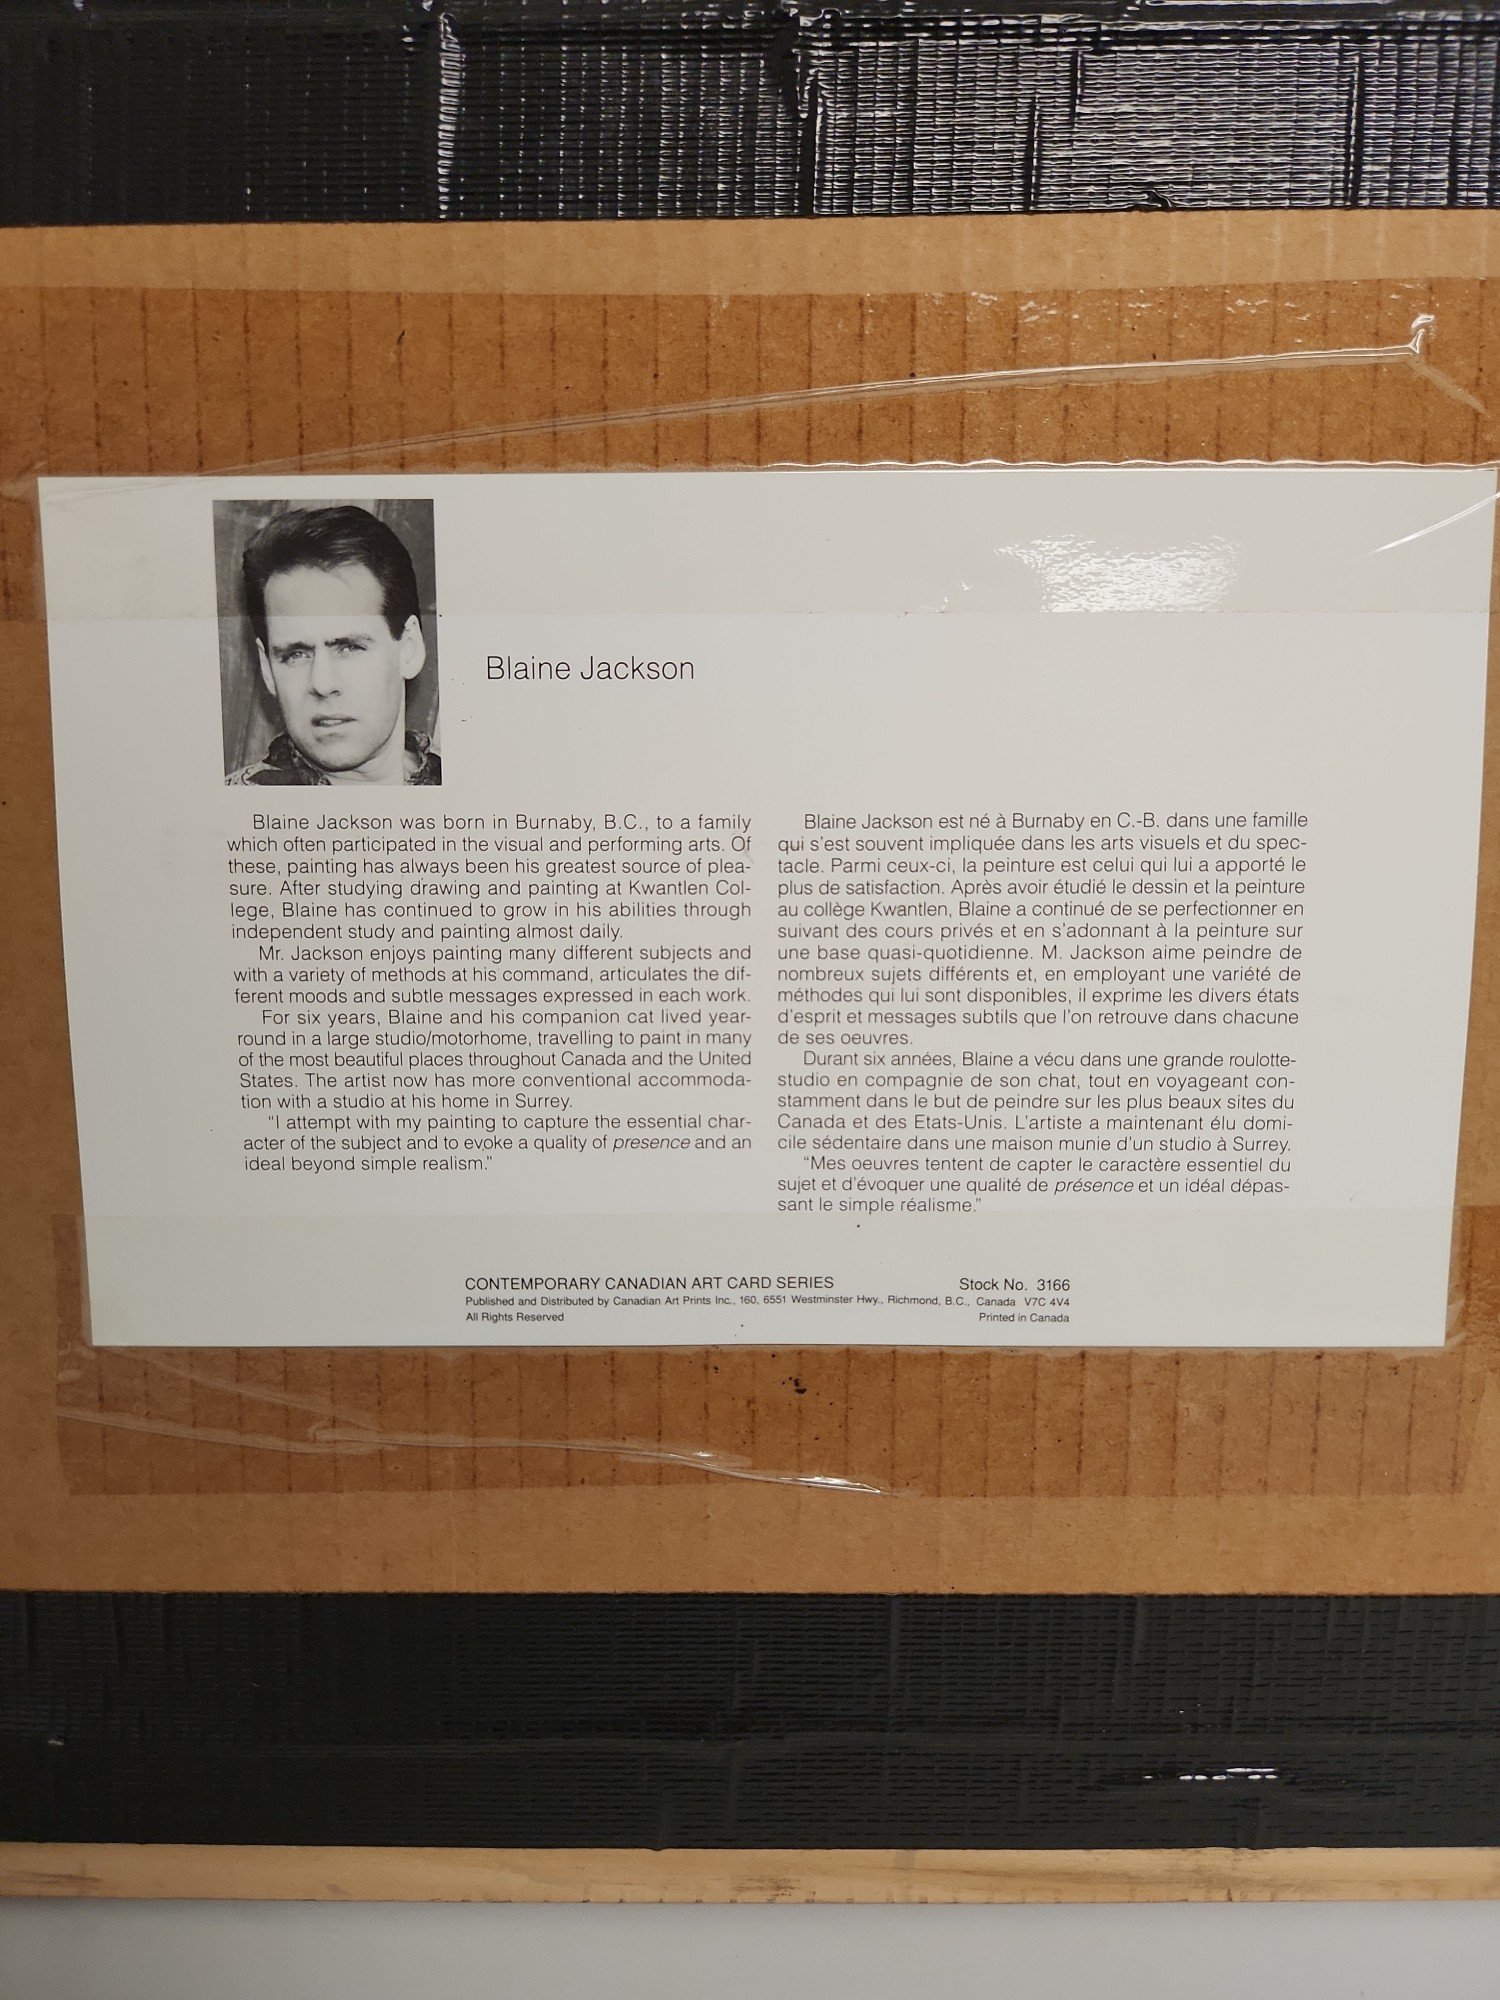 Blaine Jackson
Blaine Jackson was born in Burnaby, B.C., to a family
which often participated in the visual and performing arts. Of
these, painting has always been his greatest source of plea-
sure. After studying drawing and painting at Kwantlen Col-
lege, Blaine has continued to grow in his abilities through
independent study and painting almost daily.
Mr. Jackson enjoys painting many different subjects and
with a variety of methods at his command, articulates the dif-
ferent moods and subtle messages expressed in each work.
For six years, Blaine and his companion cat lived year-
round in a large studio/motorhome, travelling to paint in many
of the most beautiful places throughout Canada and the United
States. The artist now has more conventional accommoda-
tion with a studio at his home in Surrey.
"I attempt with my painting to capture the essential char-
acter of the subject and to evoke a quality of presence and an
ideal beyond simple realism."
Blaine Jackson est né à Burnaby en C.-B. dans une famille
qui s'est souvent impliquée dans les arts visuels et du spec-
tacle. Parmi ceux-ci, la peinture est celui qui lui a apporté le
plus de satisfaction. Après avoir étudié le dessin et la peinture
au collège Kwantlen, Blaine a continué de se perfectionner en
suivant des cours privés et en s'adonnant à la peinture sur
une base quasi-quotidienne. M. Jackson aime peindre de
nombreux sujets différents et, en employant une variété de
méthodes qui lui sont disponibles, il exprime les divers états
d'esprit et messages subtils que l'on retrouve dans chacune
de ses oeuvres.
Durant six années, Blaine a vécu dans une grande roulotte-
studio en compagnie de son chat, tout en voyageant con-
stamment dans le but de peindre sur les plus beaux sites du
Canada et des Etats-Unis. L'artiste a maintenant élu domi-
cile sédentaire dans une maison munie d'un studio à Surrey.
"Mes oeuvres tentent de capter le caractère essentiel du
sujet et d'évoquer une qualité de présence et un idéal dépas-
sant le simple réalisme."
CONTEMPORARY CANADIAN ART CARD SERIES Stock No. 3166
Published and Distributed by Canadian Art Prints Inc., 160, 6551 Westminster Hwy., Richmond, B.C., Canada V7C 4V4
All Rights Reserved Printed in Canada